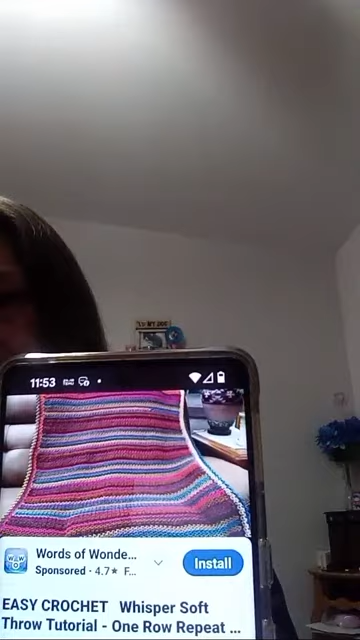 11:53
Words of Wonde...
Sponsored · 4.7★ F...
Install
EASY CROCHET Whisper Soft
Throw Tutorial - One Row Repeat ...